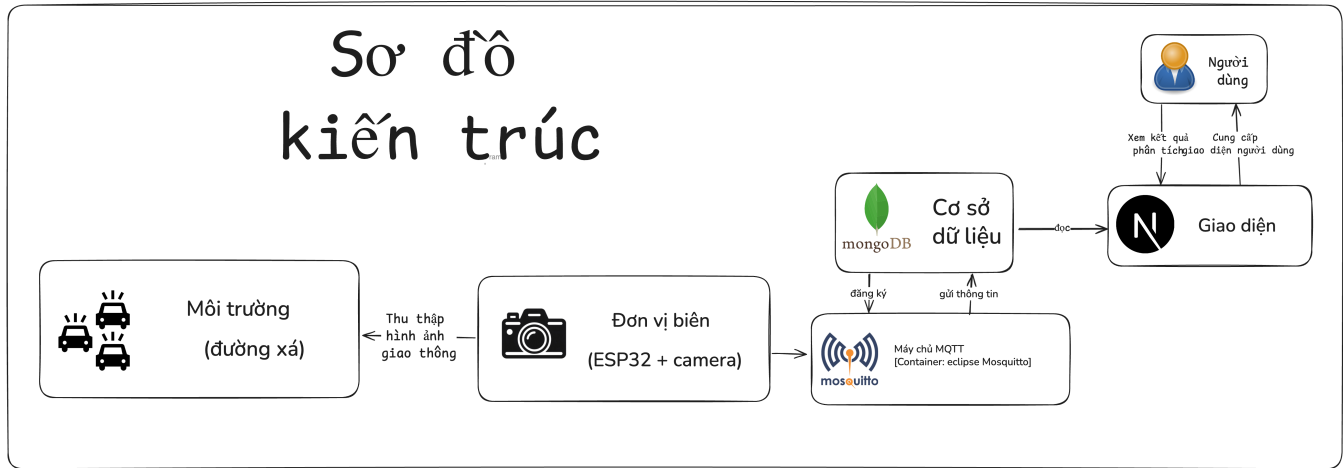 Sơ đồ
kiến trúc
Người
dùng
Xem kết quả
phân tích
Cung cấp
giao diện người dùng
mongoDB
Cơ sở
dữ liệu
đọc
Giao diện
Môi trường
(đường xá)
Thu thập
hình ảnh
giao thông
Đơn vị biên
(ESP32 + camera)
đăng ký
gửi thông tin
mosquitto
Máy chủ MQTT
[Container: eclipse Mosquitto]